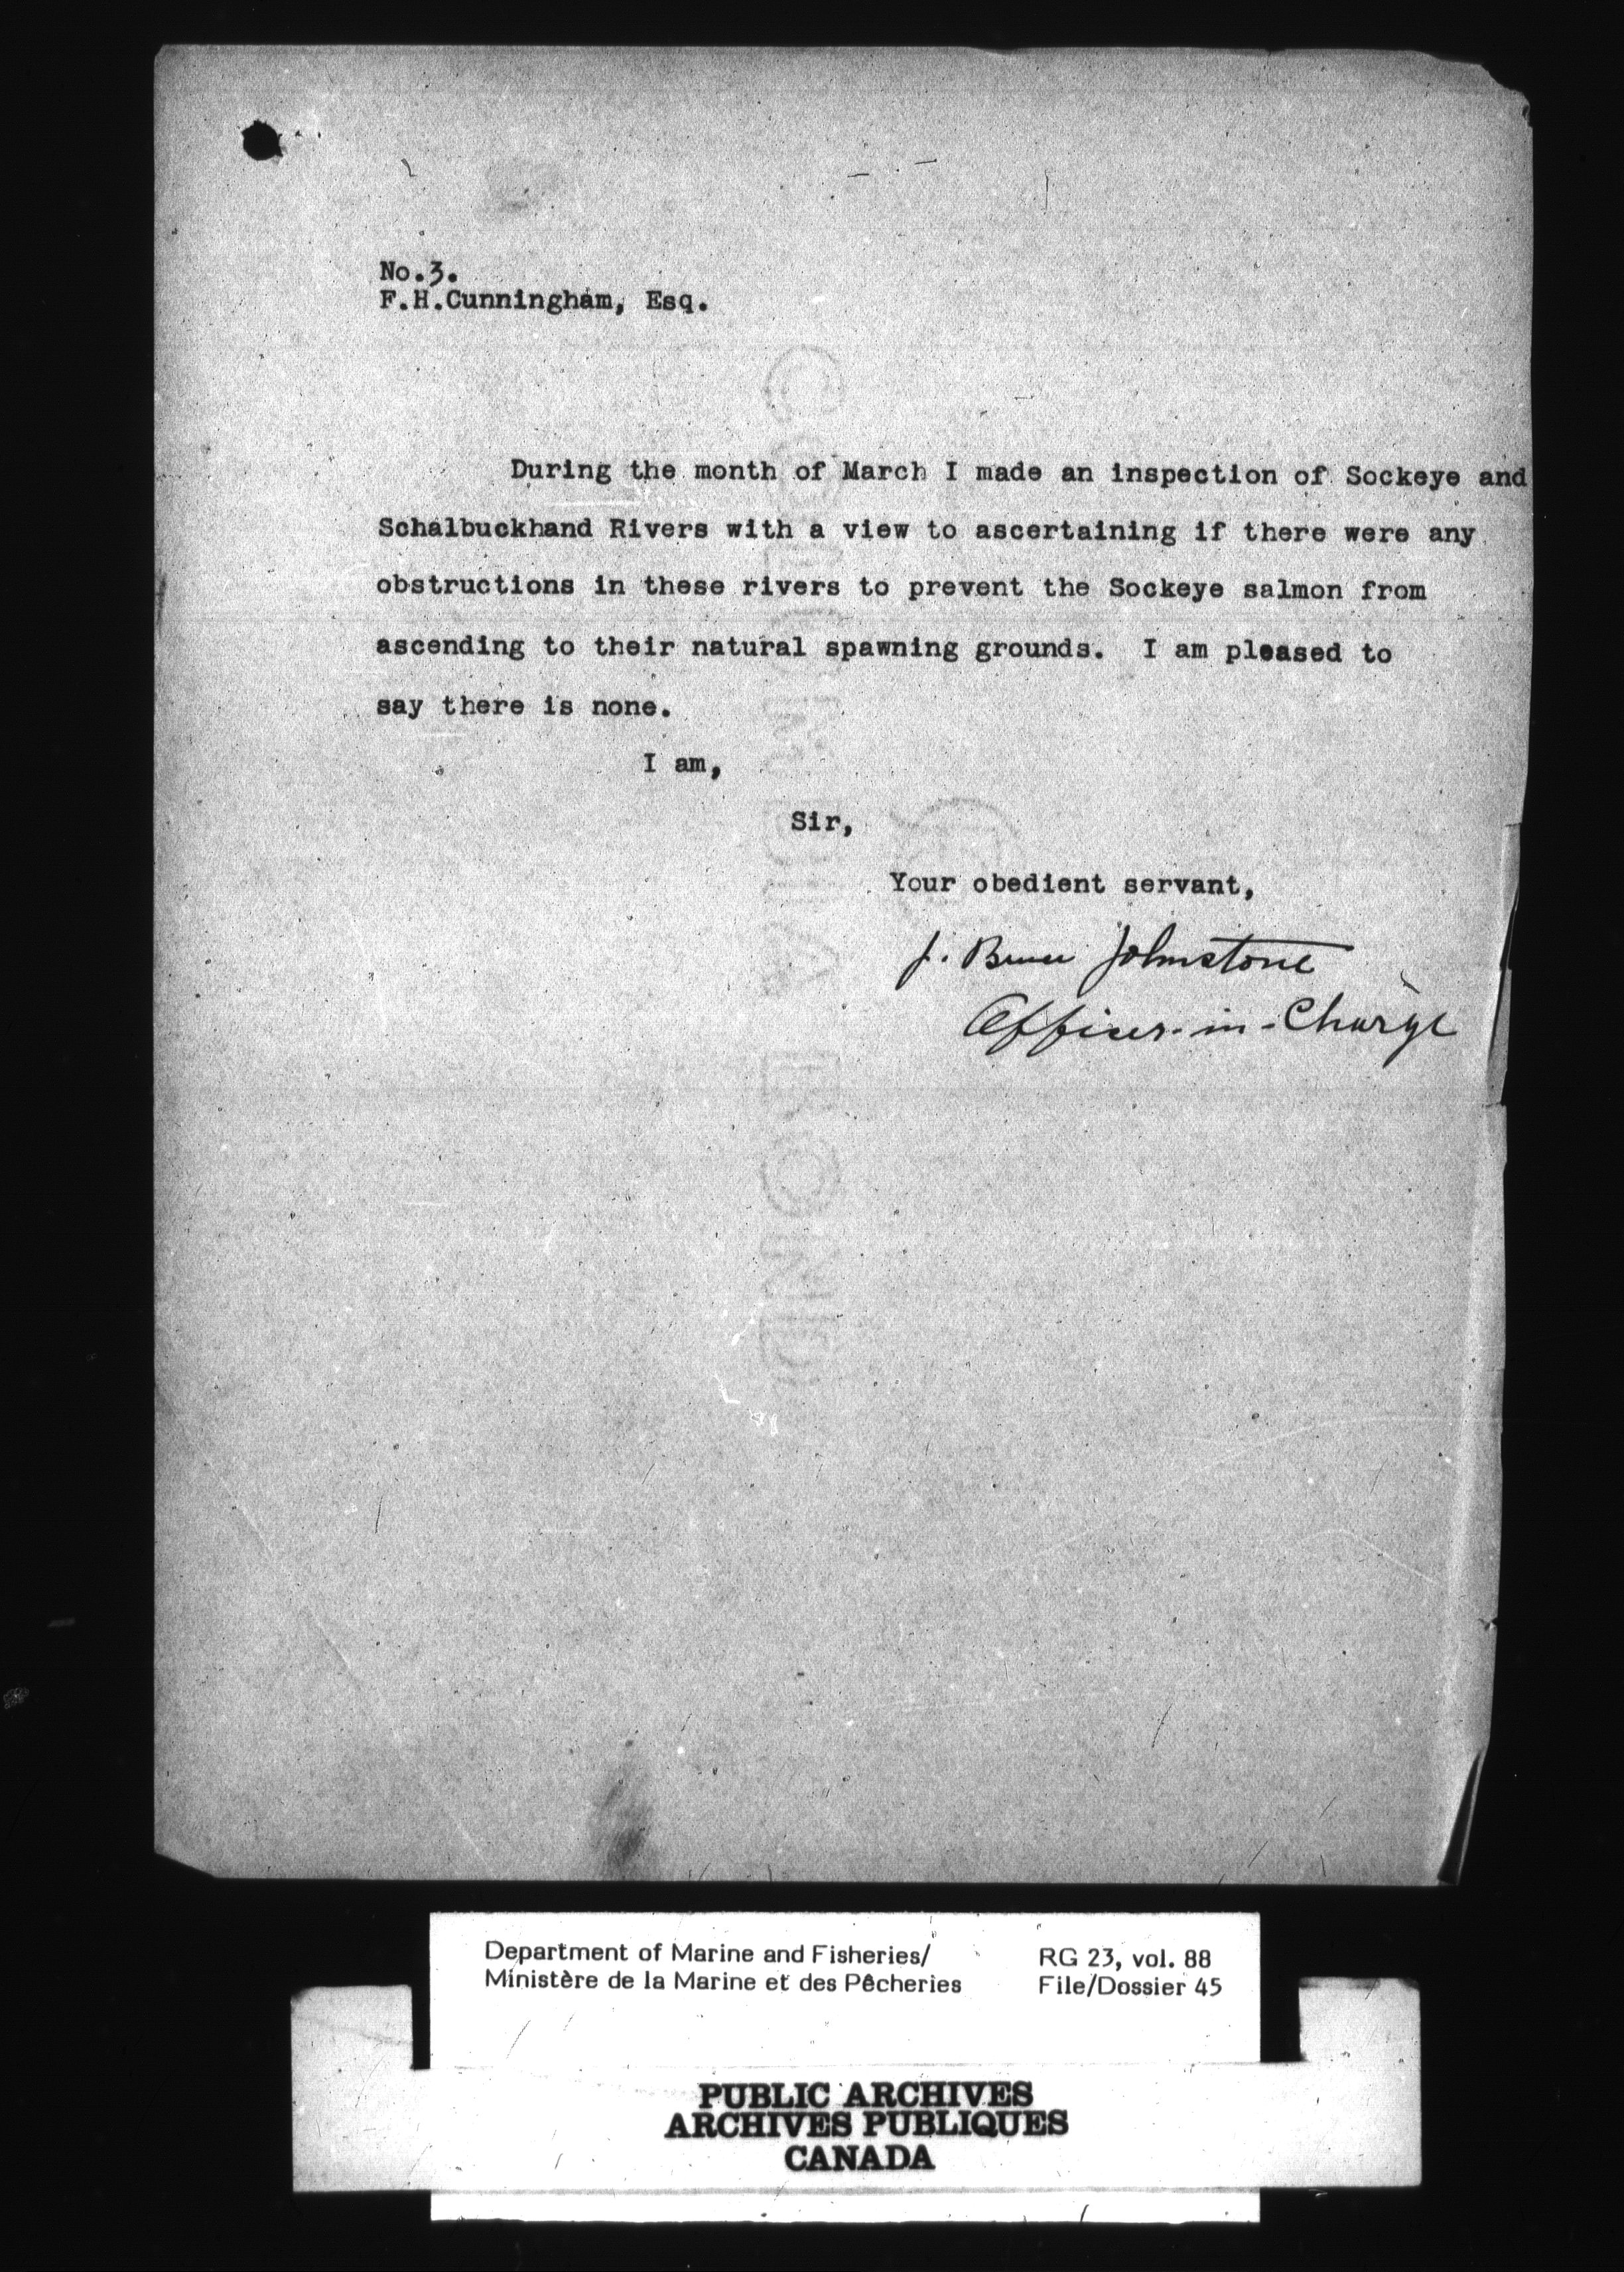 No.3.
F.H.Cunningham, Esq.
During the month of March I made an inspection of Sockeye and
Schalbuckhand Rivers with a view to ascertaining if there were any
obstructions in these rivers to prevent the Sockeye salmon from
ascending to their natural spawning grounds. I am pleased to
say there is none.
I am,
Sir,
Your obedient servant,
J. Bruce Johnstone
Officer-in-Charge
Department of Marine and Fisheries/
Ministère de la Marine et des Pêcheries
RG 23, vol. 88
File/Dossier 45
PUBLIC ARCHIVES
ARCHIVES PUBLIQUES
CANADA